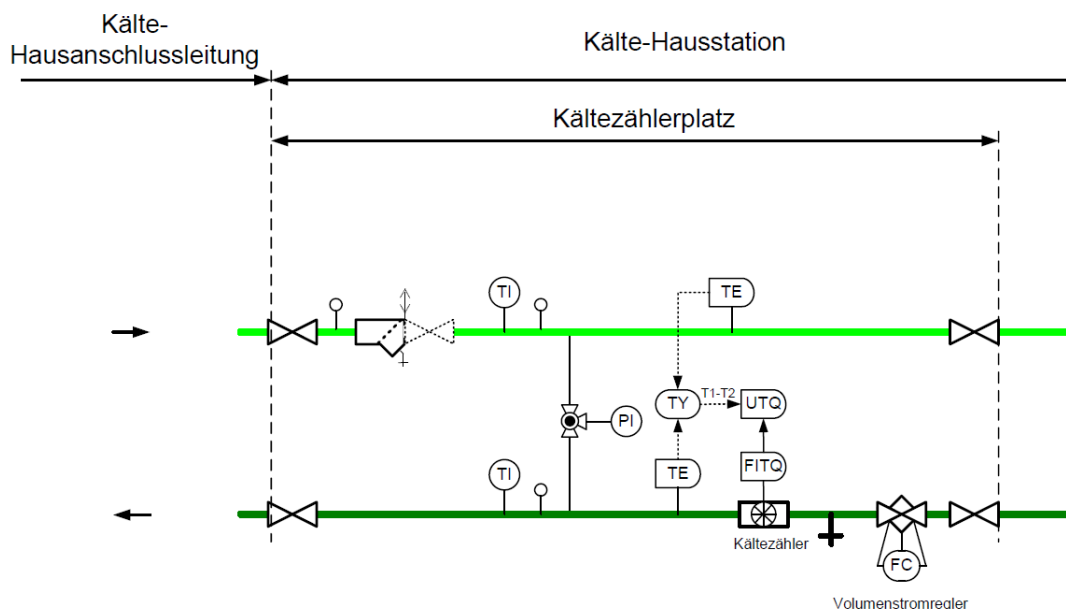 Kälte-
Hausanschlussleitung
Kälte-Hausstation
Kältezählerplatz
TI
TE
TY
T1-T2
UTQ
PI
TI
TE
FITQ
Kältezähler
FC
Volumenstromregler